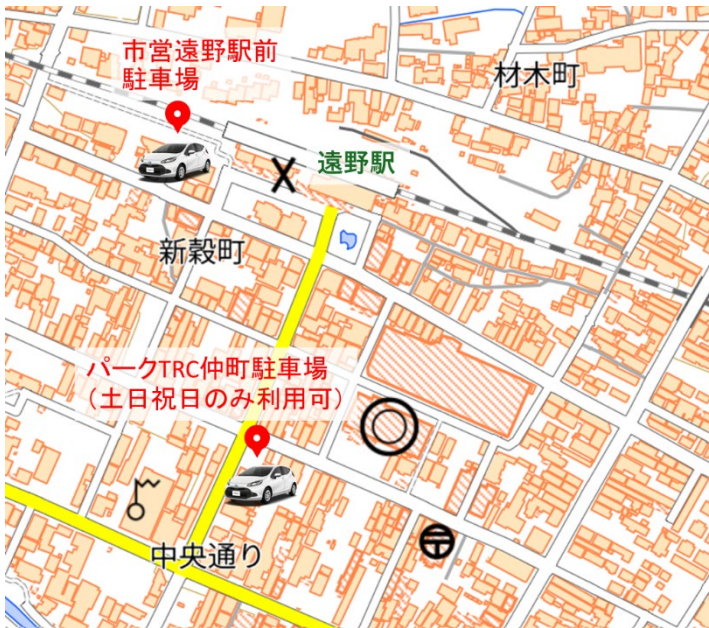 市営遠野駅前
駐車場
材木町
遠野駅
新穀町
パークTRC仲町駐車場
（土日祝日のみ利用可）
中央通り